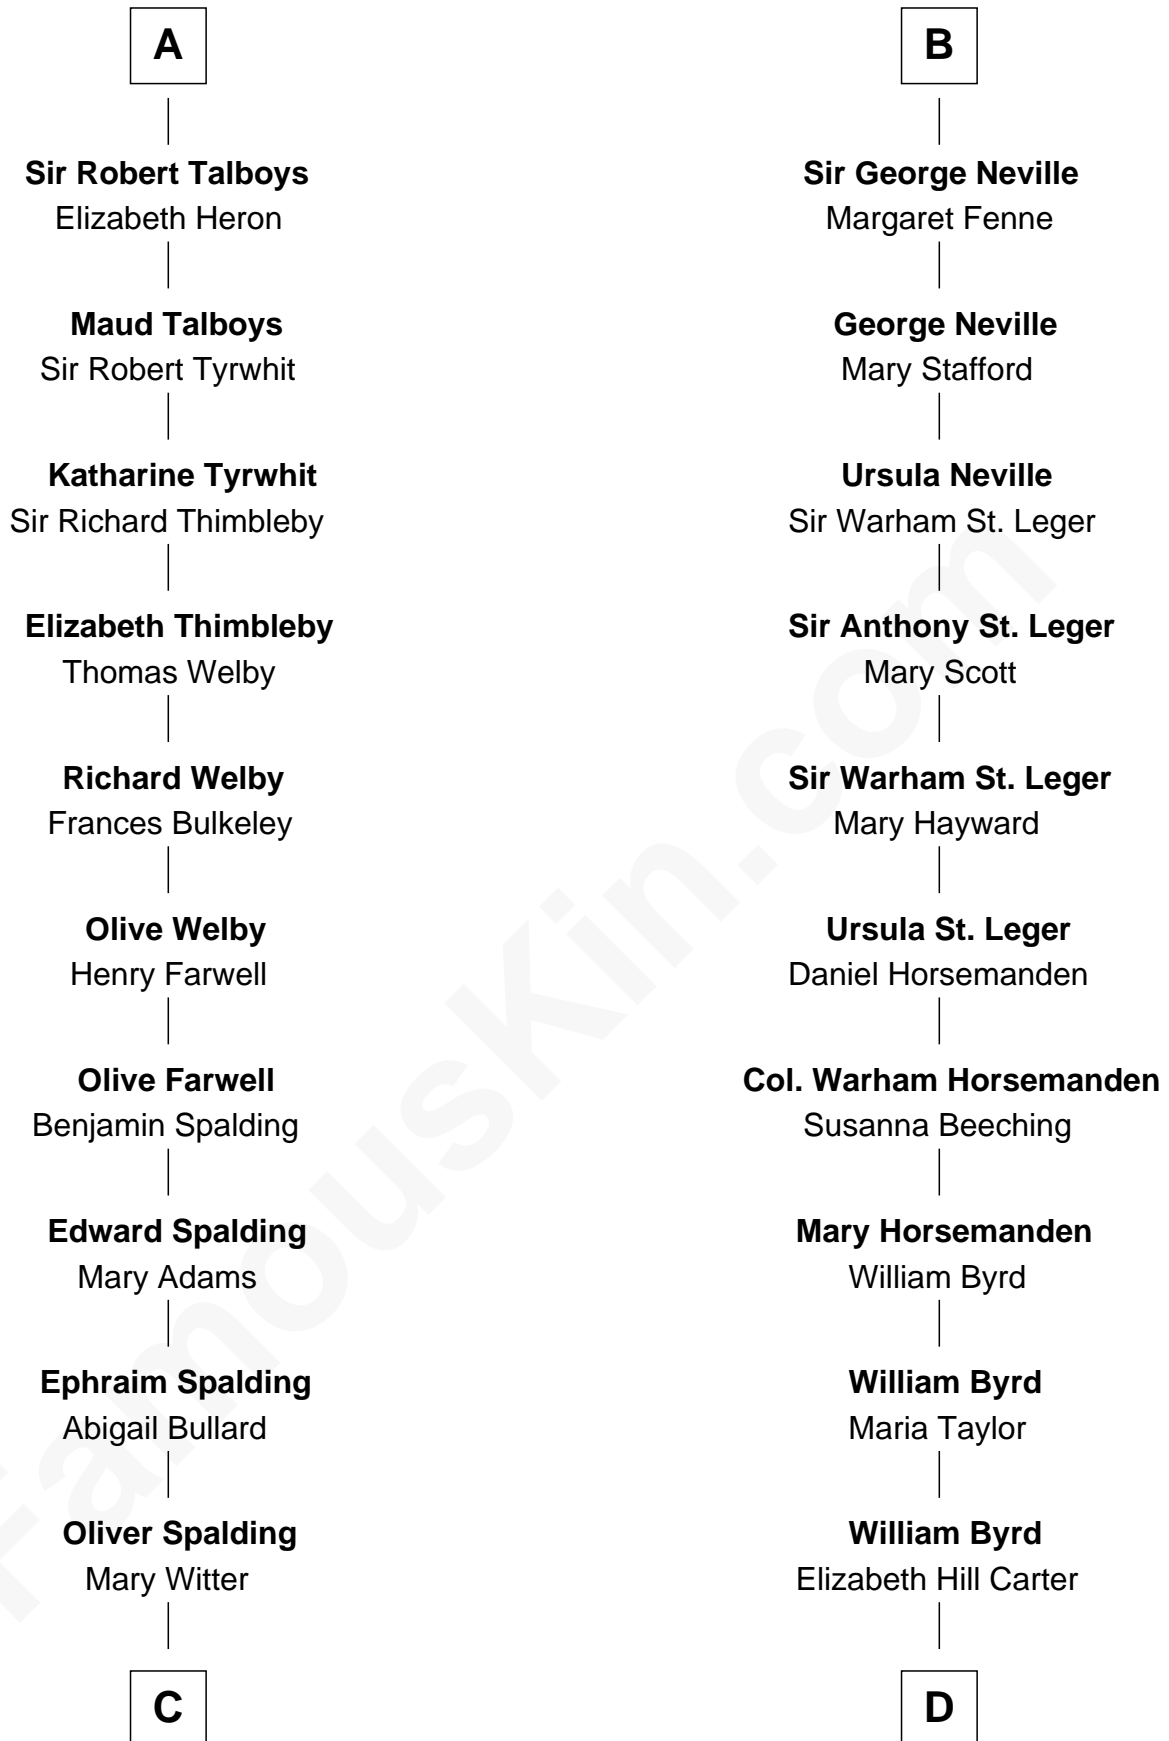 A
Sir Robert Talboys
Elizabeth Heron
Maud Talboys
Sir Robert Tyrwhit
Katharine Tyrwhit
Sir Richard Thimbleby
Elizabeth Thimbleby
Thomas Welby
Richard Welby
Frances Bulkeley
Olive Welby
Henry Farwell
Olive Farwell
Benjamin Spalding
Edward Spalding
Mary Adams
Ephraim Spalding
Abigail Bullard
Oliver Spalding
Mary Witter
C
B
Sir George Neville
Margaret Fenne
George Neville
Mary Stafford
Ursula Neville
Sir Warham St. Leger
Sir Anthony St. Leger
Mary Scott
Sir Warham St. Leger
Mary Hayward
Ursula St. Leger
Daniel Horsemanden
Col. Warham Horsemanden
Susanna Beeching
Mary Horsemanden
William Byrd
William Byrd
Maria Taylor
William Byrd
Elizabeth Hill Carter
D
FamousKin.com